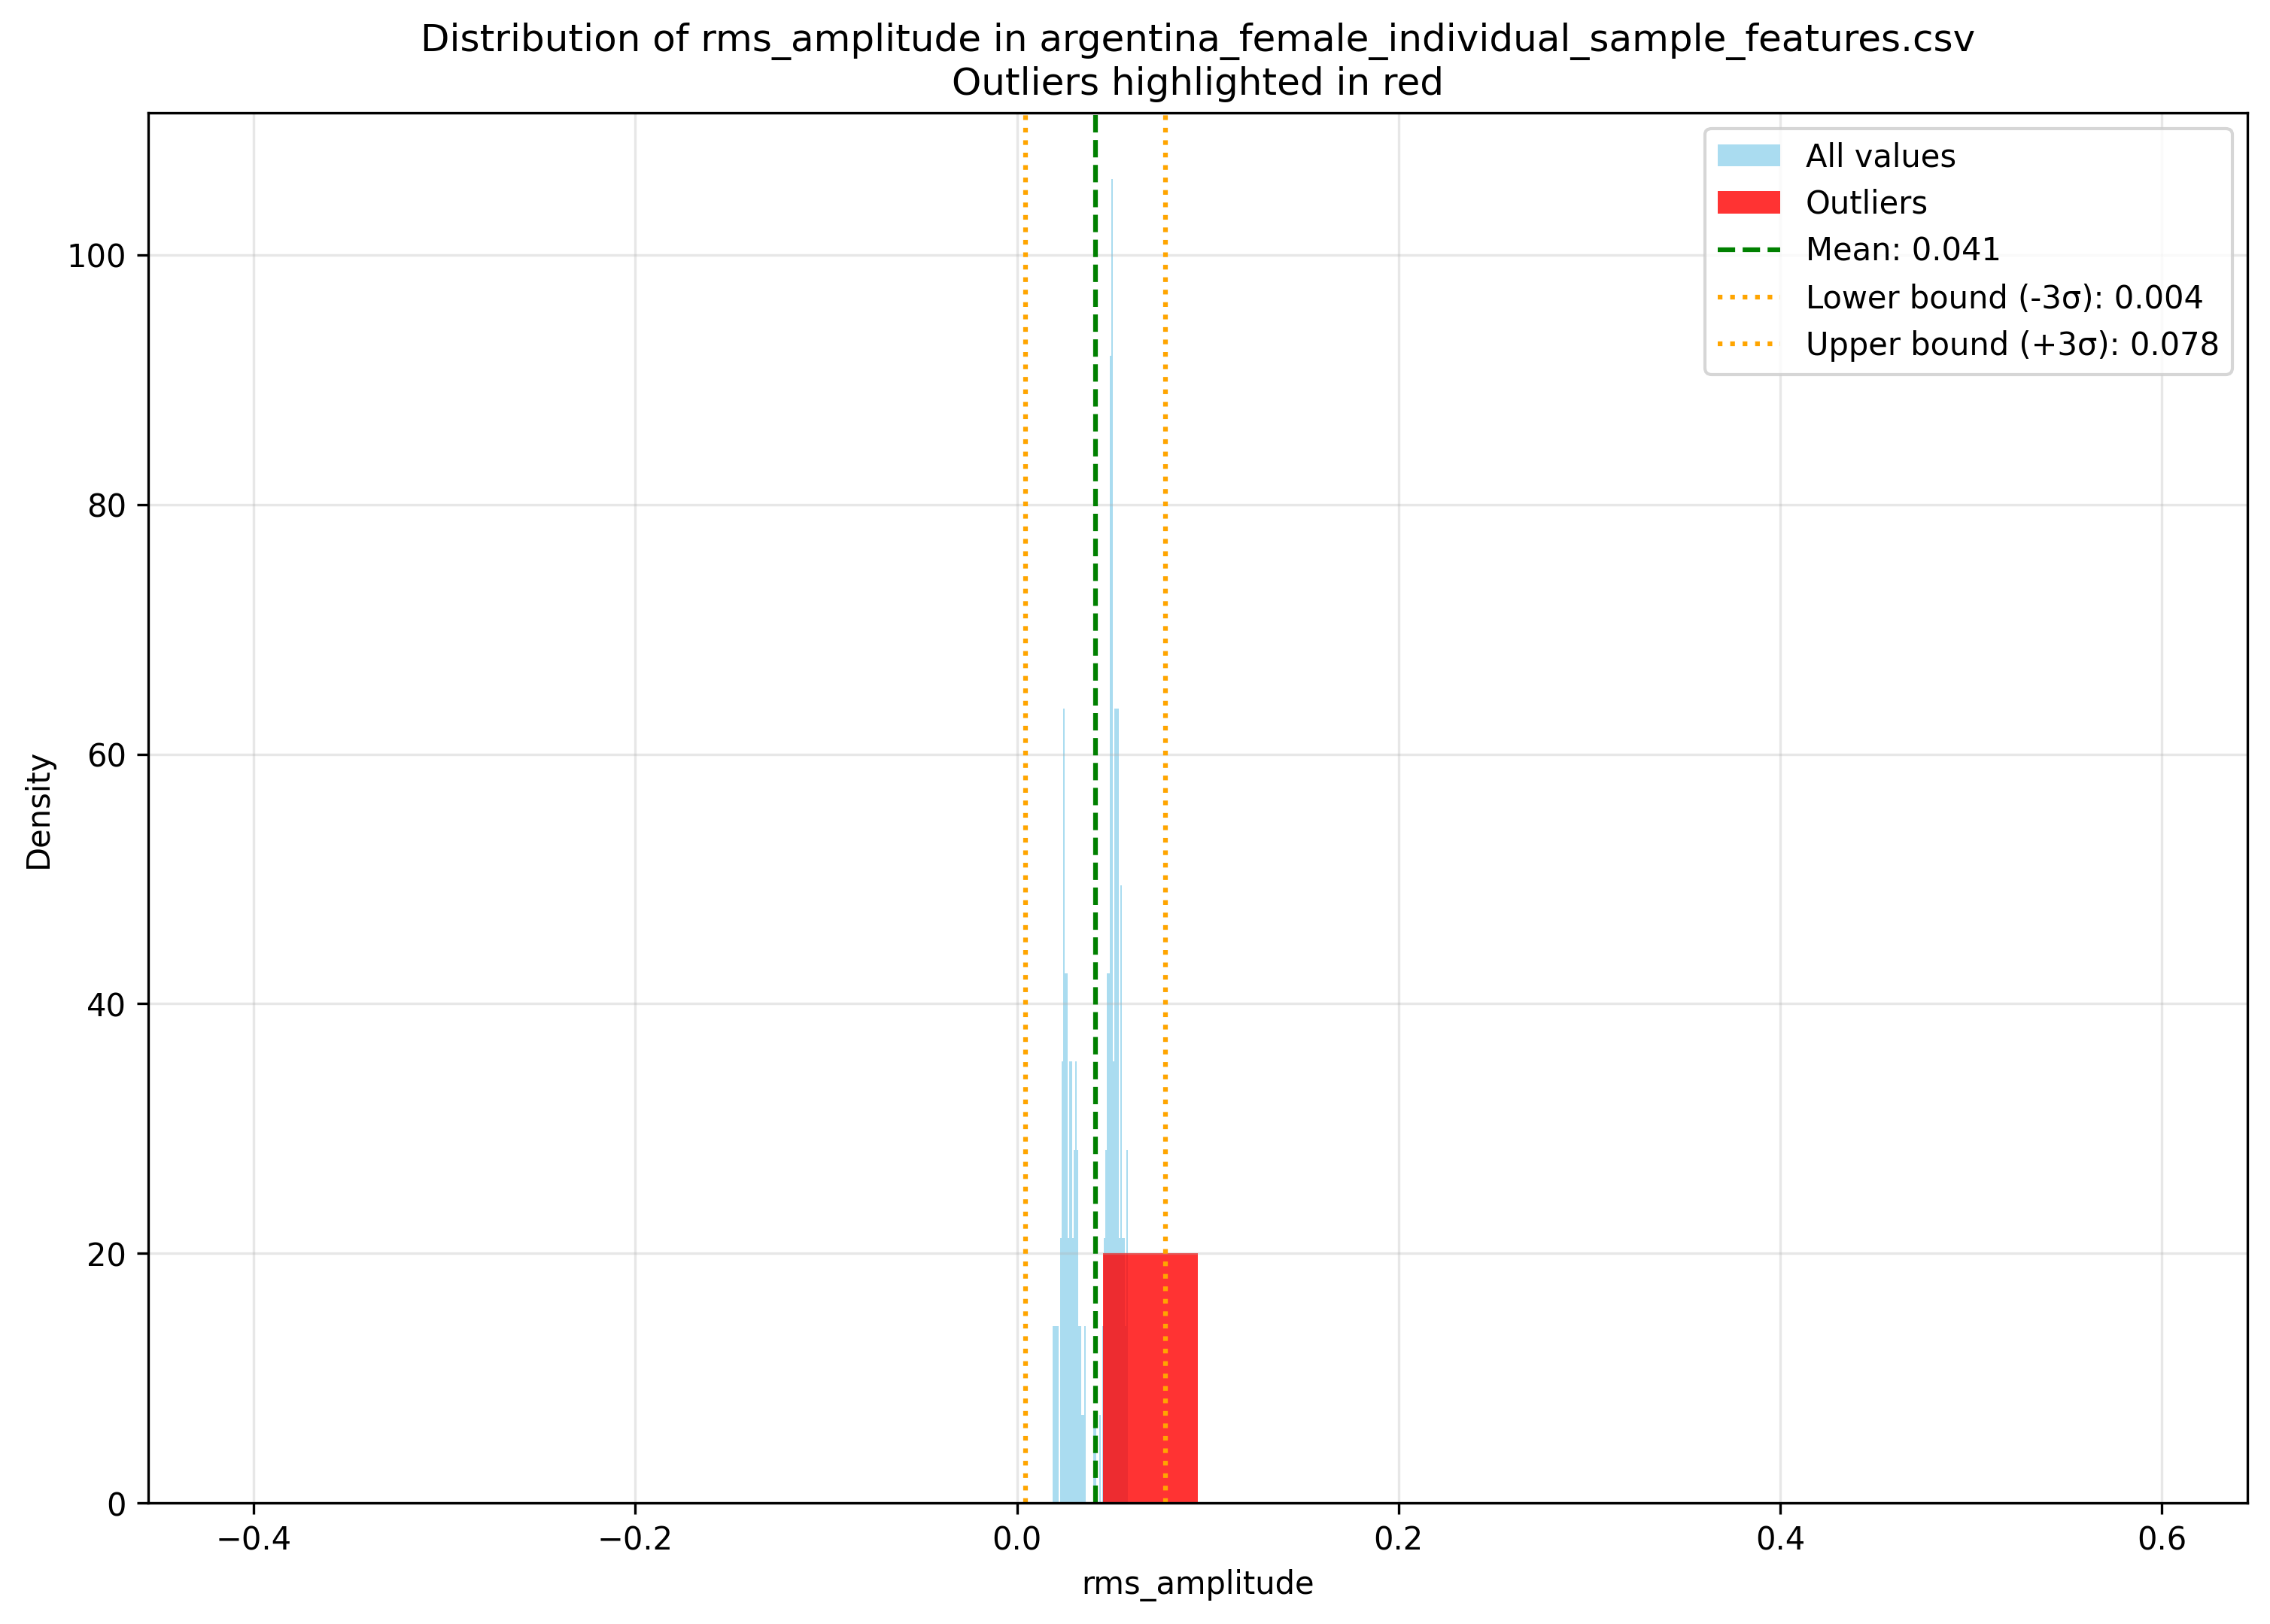 Distribution of rms_amplitude in argentina_female_individual_sample_features.csv
Outliers highlighted in red
All values
Outliers
Mean: 0.041
Lower bound (-3σ): 0.004
Upper bound (+3σ): 0.078
100
80
60
40
20
0
Density
−0.4
−0.2
0.0
0.2
0.4
0.6
rms_amplitude